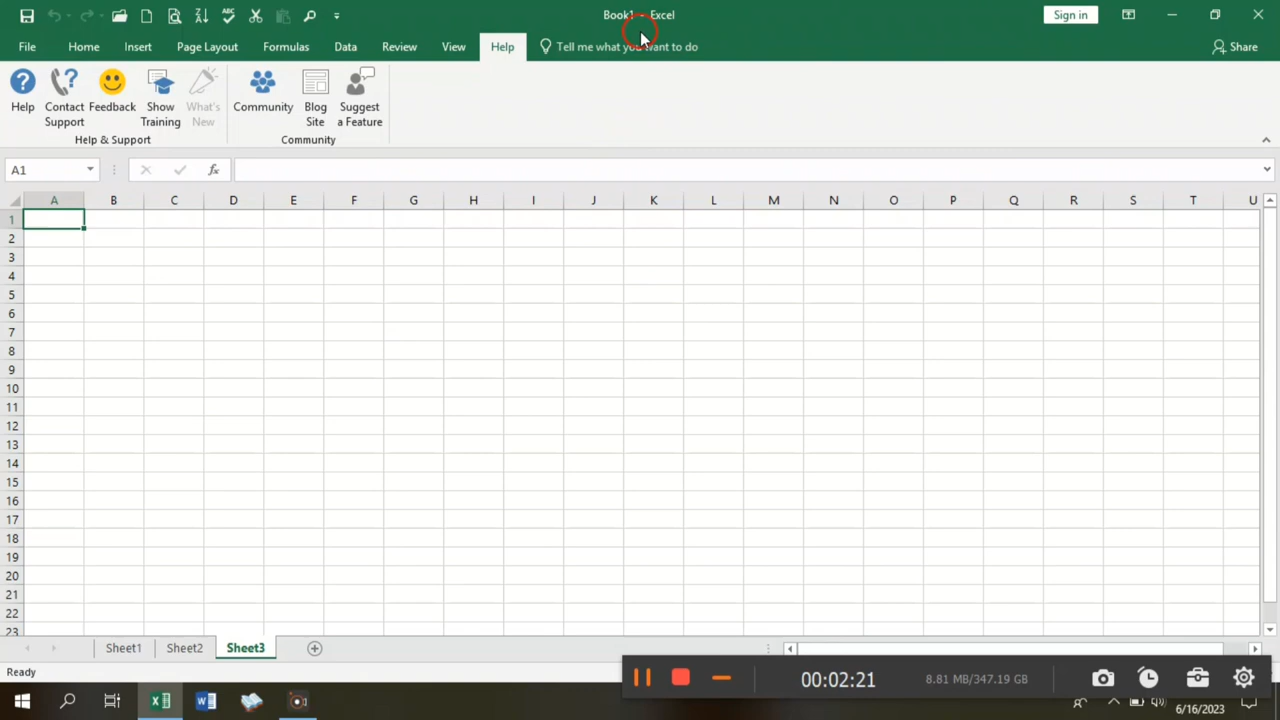 Book1 - Excel
Sign in
File Home Insert Page Layout Formulas Data Review View Help Tell me what you want to do Share
Help Contact Support Feedback Show Training What's New Community Blog Site Suggest a Feature
Help & Support Community
A1 fx
A B C D E F G H I J K L M N O P Q R S T U
1
2
3
4
5
6
7
8
9
10
11
12
13
14
15
16
17
18
19
20
21
22
23
Sheet1 Sheet2 Sheet3
Ready
00:02:21 8.81 MB/347.19 GB
6/16/2023